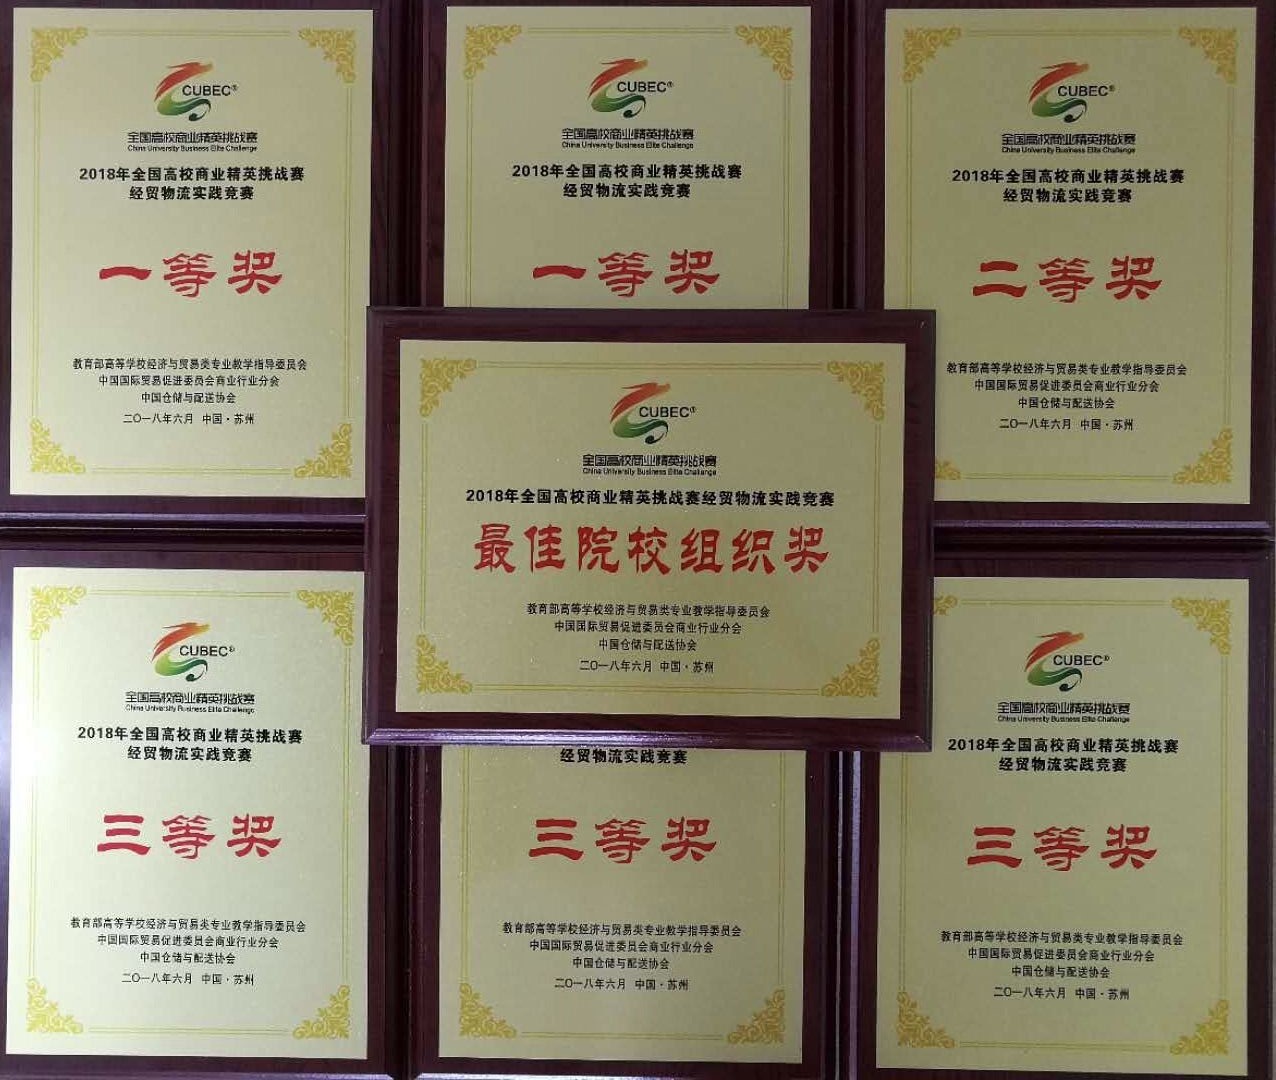 CUBEC®
全国高校商业精英挑战赛
China University Business Elite Challenge
2018年全国高校商业精英挑战赛
经贸物流实践竞赛
一等奖
教育部高等学校经济与贸易类专业教学指导委员会
中国国际贸易促进委员会商业行业分会
中国仓储与配送协会
二〇一八年六月 中国·苏州
CUBEC®
全国高校商业精英挑战赛
China University Business Elite Challenge
2018年全国高校商业精英挑战赛
经贸物流实践竞赛
一等奖
CUBEC®
全国高校商业精英挑战赛
China University Business Elite Challenge
2018年全国高校商业精英挑战赛
经贸物流实践竞赛
二等奖
教育部高等学校经济与贸易类专业教学指导委员会
中国国际贸易促进委员会商业行业分会
中国仓储与配送协会
二〇一八年六月 中国·苏州
CUBEC®
全国高校商业精英挑战赛
China University Business Elite Challenge
2018年全国高校商业精英挑战赛经贸物流实践竞赛
最佳院校组织奖
教育部高等学校经济与贸易类专业教学指导委员会
中国国际贸易促进委员会商业行业分会
中国仓储与配送协会
二〇一八年六月 中国·苏州
CUBEC®
全国高校商业精英挑战赛
China University Business Elite Challenge
2018年全国高校商业精英挑战赛
经贸物流实践竞赛
三等奖
教育部高等学校经济与贸易类专业教学指导委员会
中国国际贸易促进委员会商业行业分会
中国仓储与配送协会
二〇一八年六月 中国·苏州
经贸物流实践竞赛
三等奖
教育部高等学校经济与贸易类专业教学指导委员会
中国国际贸易促进委员会商业行业分会
中国仓储与配送协会
二〇一八年六月 中国·苏州
CUBEC®
全国高校商业精英挑战赛
China University Business Elite Challenge
2018年全国高校商业精英挑战赛
经贸物流实践竞赛
三等奖
教育部高等学校经济与贸易类专业教学指导委员会
中国国际贸易促进委员会商业行业分会
中国仓储与配送协会
二〇一八年六月 中国·苏州